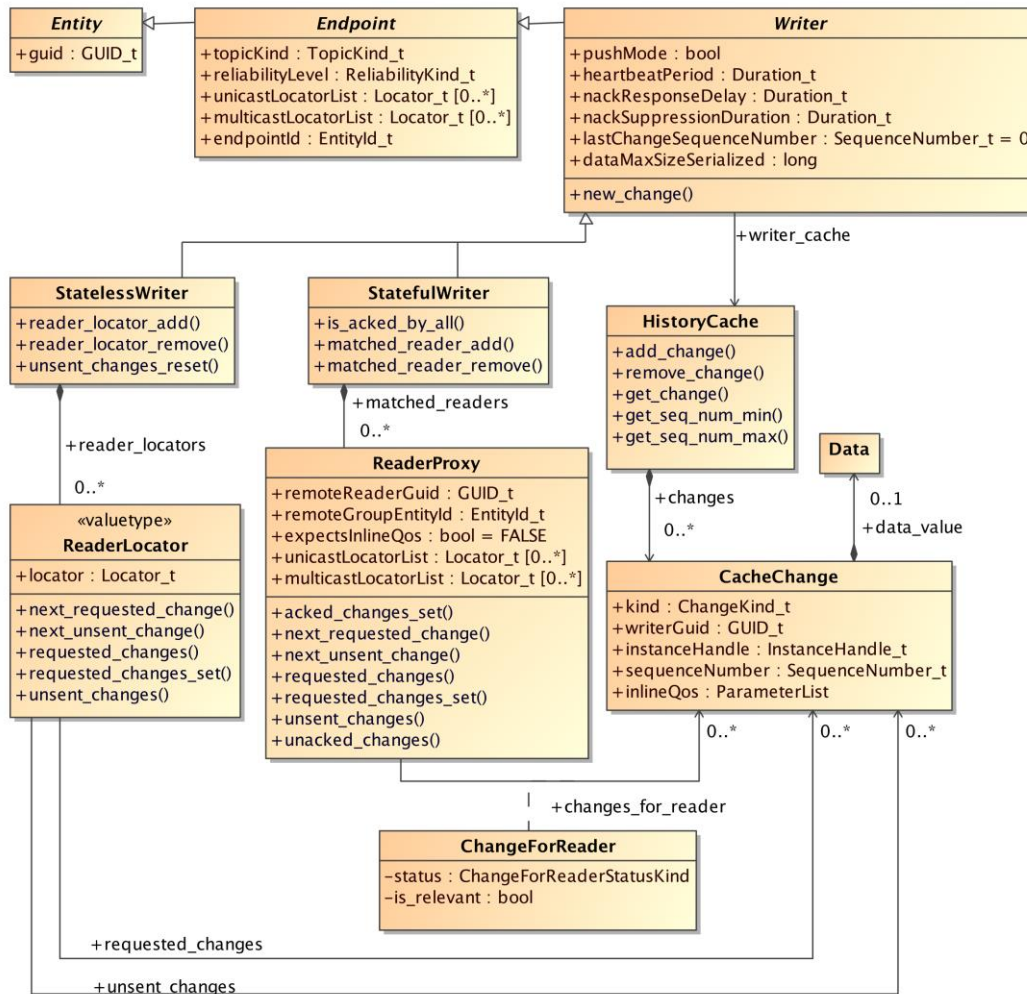 Entity
+guid : GUID_t
Endpoint
+topicKind : TopicKind_t
+reliabilityLevel : ReliabilityKind_t
+unicastLocatorList : Locator_t [0..*]
+multicastLocatorList : Locator_t [0..*]
+endpointId : EntityId_t
Writer
+pushMode : bool
+heartbeatPeriod : Duration_t
+nackResponseDelay : Duration_t
+nackSuppressionDuration : Duration_t
+lastChangeSequenceNumber : SequenceNumber_t = 0
+dataMaxSizeSerialized : long
+new_change()
+writer_cache
StatelessWriter
+reader_locator_add()
+reader_locator_remove()
+unsent_changes_reset()
StatefulWriter
+is_acked_by_all()
+matched_reader_add()
+matched_reader_remove()
HistoryCache
+add_change()
+remove_change()
+get_change()
+get_seq_num_min()
+get_seq_num_max()
+reader_locators
0..*
+matched_readers
0..*
+changes
0..*
Data
0..1
+data_value
«valuetype»
ReaderLocator
+locator : Locator_t
+next_requested_change()
+next_unsent_change()
+requested_changes()
+requested_changes_set()
+unsent_changes()
ReaderProxy
+remoteReaderGuid : GUID_t
+remoteGroupEntityId : EntityId_t
+expectsInlineQos : bool = FALSE
+unicastLocatorList : Locator_t [0..*]
+multicastLocatorList : Locator_t [0..*]
+acked_changes_set()
+next_requested_change()
+next_unsent_change()
+requested_changes()
+requested_changes_set()
+unsent_changes()
+unacked_changes()
CacheChange
+kind : ChangeKind_t
+writerGuid : GUID_t
+instanceHandle : InstanceHandle_t
+sequenceNumber : SequenceNumber_t
+inlineQos : ParameterList
0..*
0..*
0..*
+changes_for_reader
ChangeForReader
-status : ChangeForReaderStatusKind
-is_relevant : bool
+requested_changes
+unsent_changes